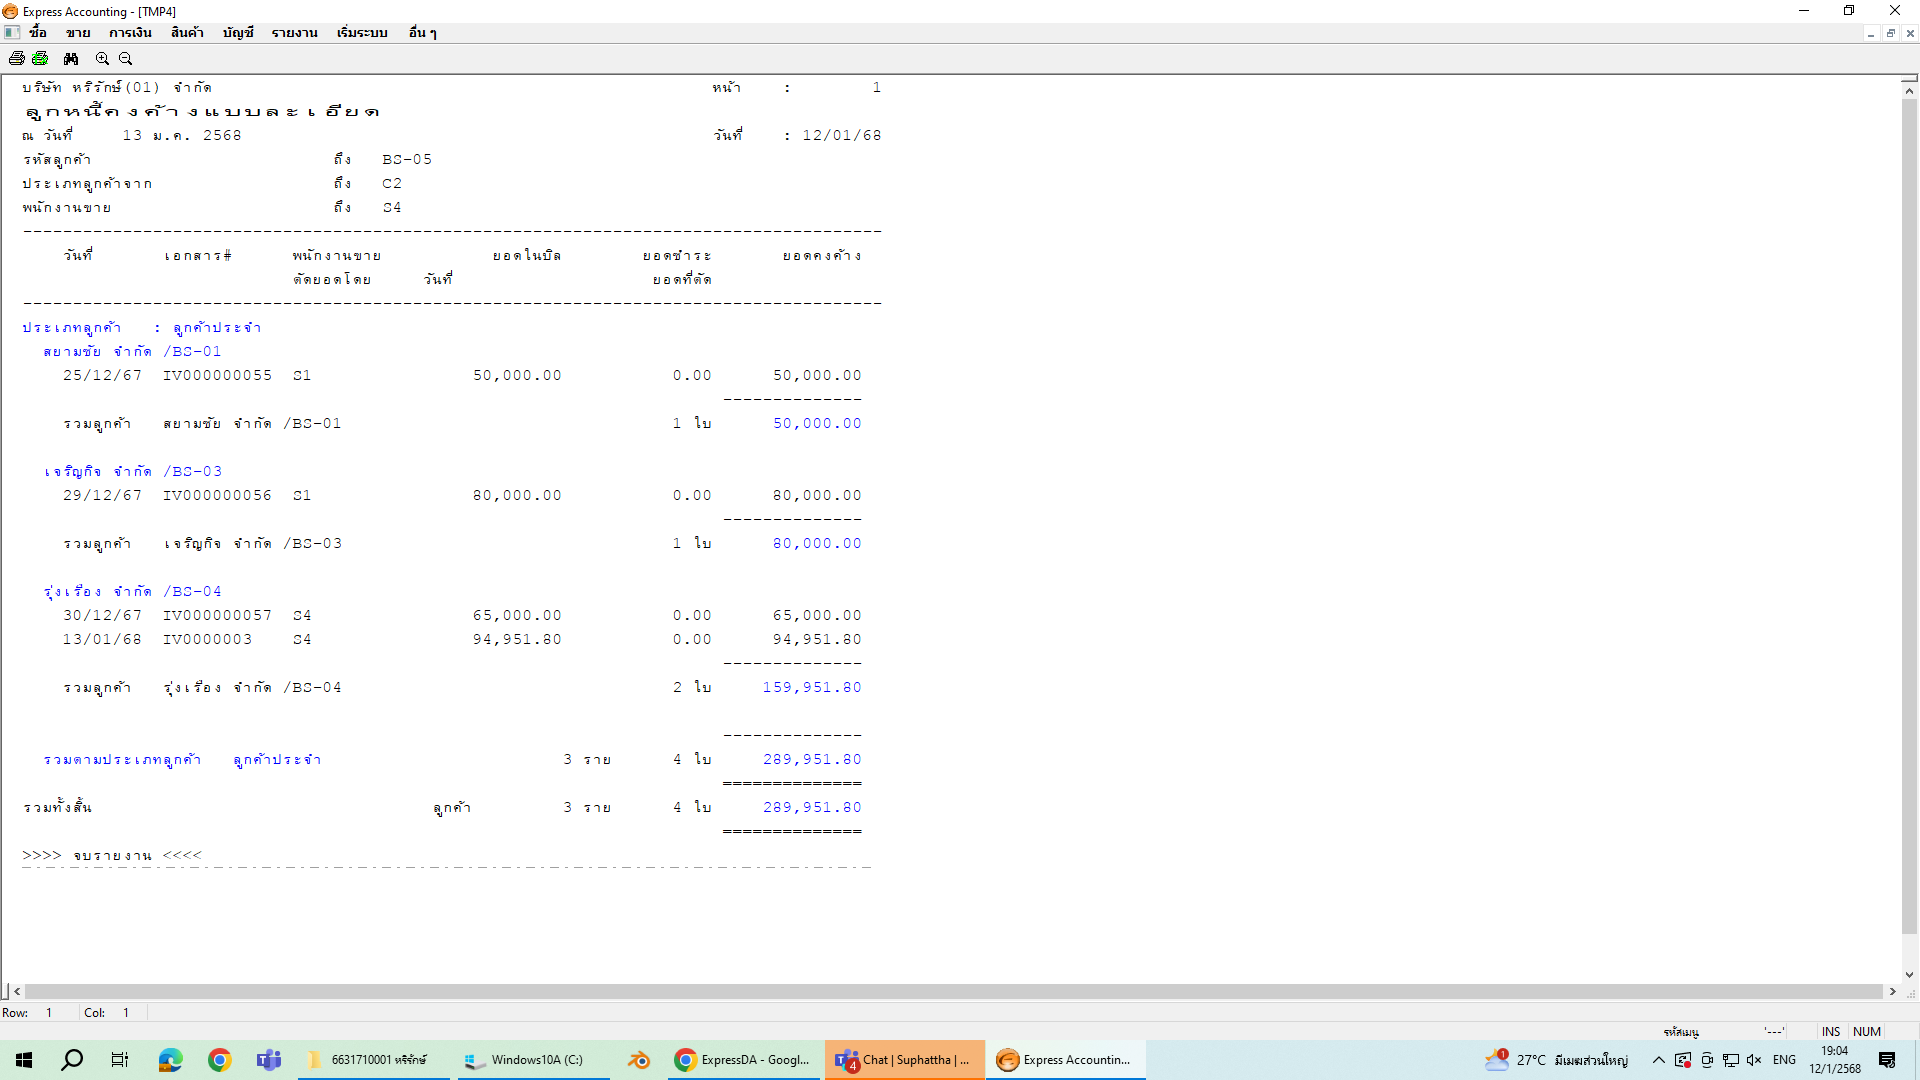 Express Accounting - [TMP4]
ซื้อ ขาย การเงิน สินค้า บัญชี รายงาน เริ่มระบบ อื่น ๆ
บริษัท หริรักษ์(01) จำกัด หน้า : 1
ลูกหนี้คงค้างแบบละเอียด
ณ วันที่ 13 ม.ค. 2568 วันที่ : 12/01/68
รหัสลูกค้า ถึง BS-05
ประเภทลูกค้าจาก ถึง C2
พนักงานขาย ถึง S4
วันที่ เอกสาร# พนักงานขาย ยอดในบิล ยอดชำระ ยอดคงค้าง
ตัดยอดโดย วันที่ ยอดที่ตัด
ประเภทลูกค้า : ลูกค้าประจำ
สยามชัย จำกัด /BS-01
25/12/67 IV000000055 S1 50,000.00 0.00 50,000.00
รวมลูกค้า สยามชัย จำกัด /BS-01 1 ใบ 50,000.00
เจริญกิจ จำกัด /BS-03
29/12/67 IV000000056 S1 80,000.00 0.00 80,000.00
รวมลูกค้า เจริญกิจ จำกัด /BS-03 1 ใบ 80,000.00
รุ่งเรือง จำกัด /BS-04
30/12/67 IV000000057 S4 65,000.00 0.00 65,000.00
13/01/68 IV0000003 S4 94,951.80 0.00 94,951.80
รวมลูกค้า รุ่งเรือง จำกัด /BS-04 2 ใบ 159,951.80
รวมตามประเภทลูกค้า ลูกค้าประจำ 3 ราย 4 ใบ 289,951.80
รวมทั้งสิ้น ลูกค้า 3 ราย 4 ใบ 289,951.80
>>>> จบรายงาน <<<<
Row: 1 Col: 1
รหัสเมนู '---' INS NUM
6631710001 หริรักษ์ Windows10A (C:) ExpressDA - Googl... 4 Chat | Suphattha | ... Express Accountin... 1 27°C มีเมฆส่วนใหญ่ ENG 19:04
12/1/2568